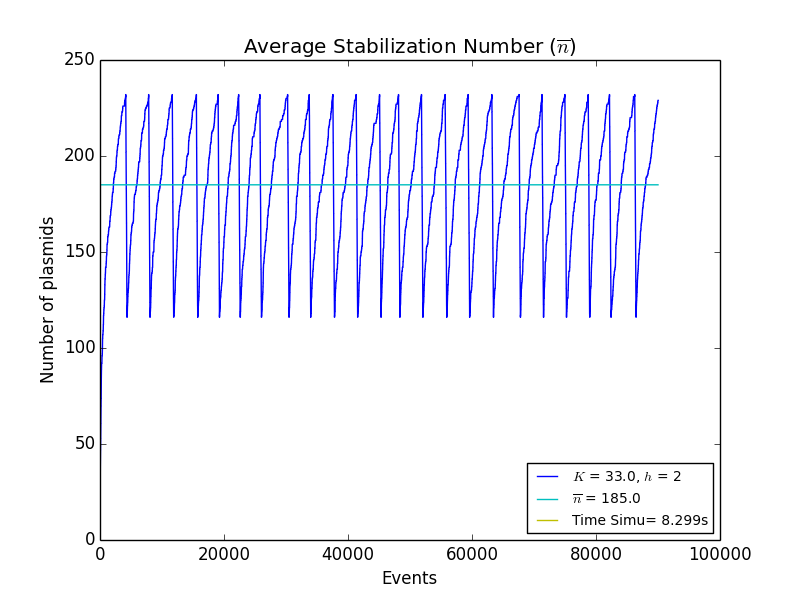 Average Stabilization Number (n̅)
Number of plasmids
250
200
150
100
50
0
0 20000 40000 60000 80000 100000
Events
K = 33.0, h = 2
n̅ = 185.0
Time Simu= 8.299s